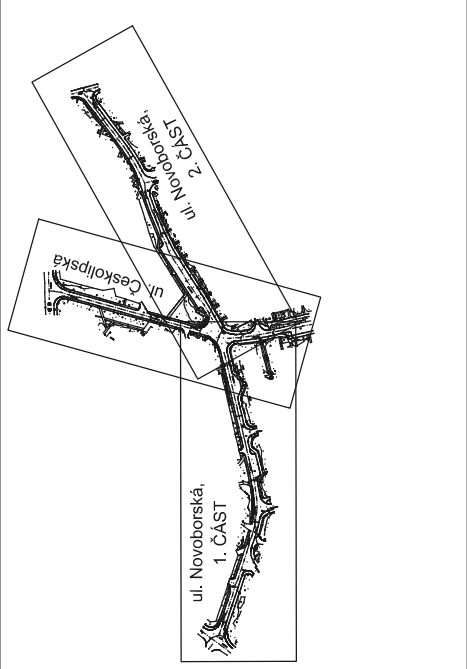 ul. Novoborská,
2. ČÁST
ul. Českolipská
ul. Novoborská,
1. ČÁST